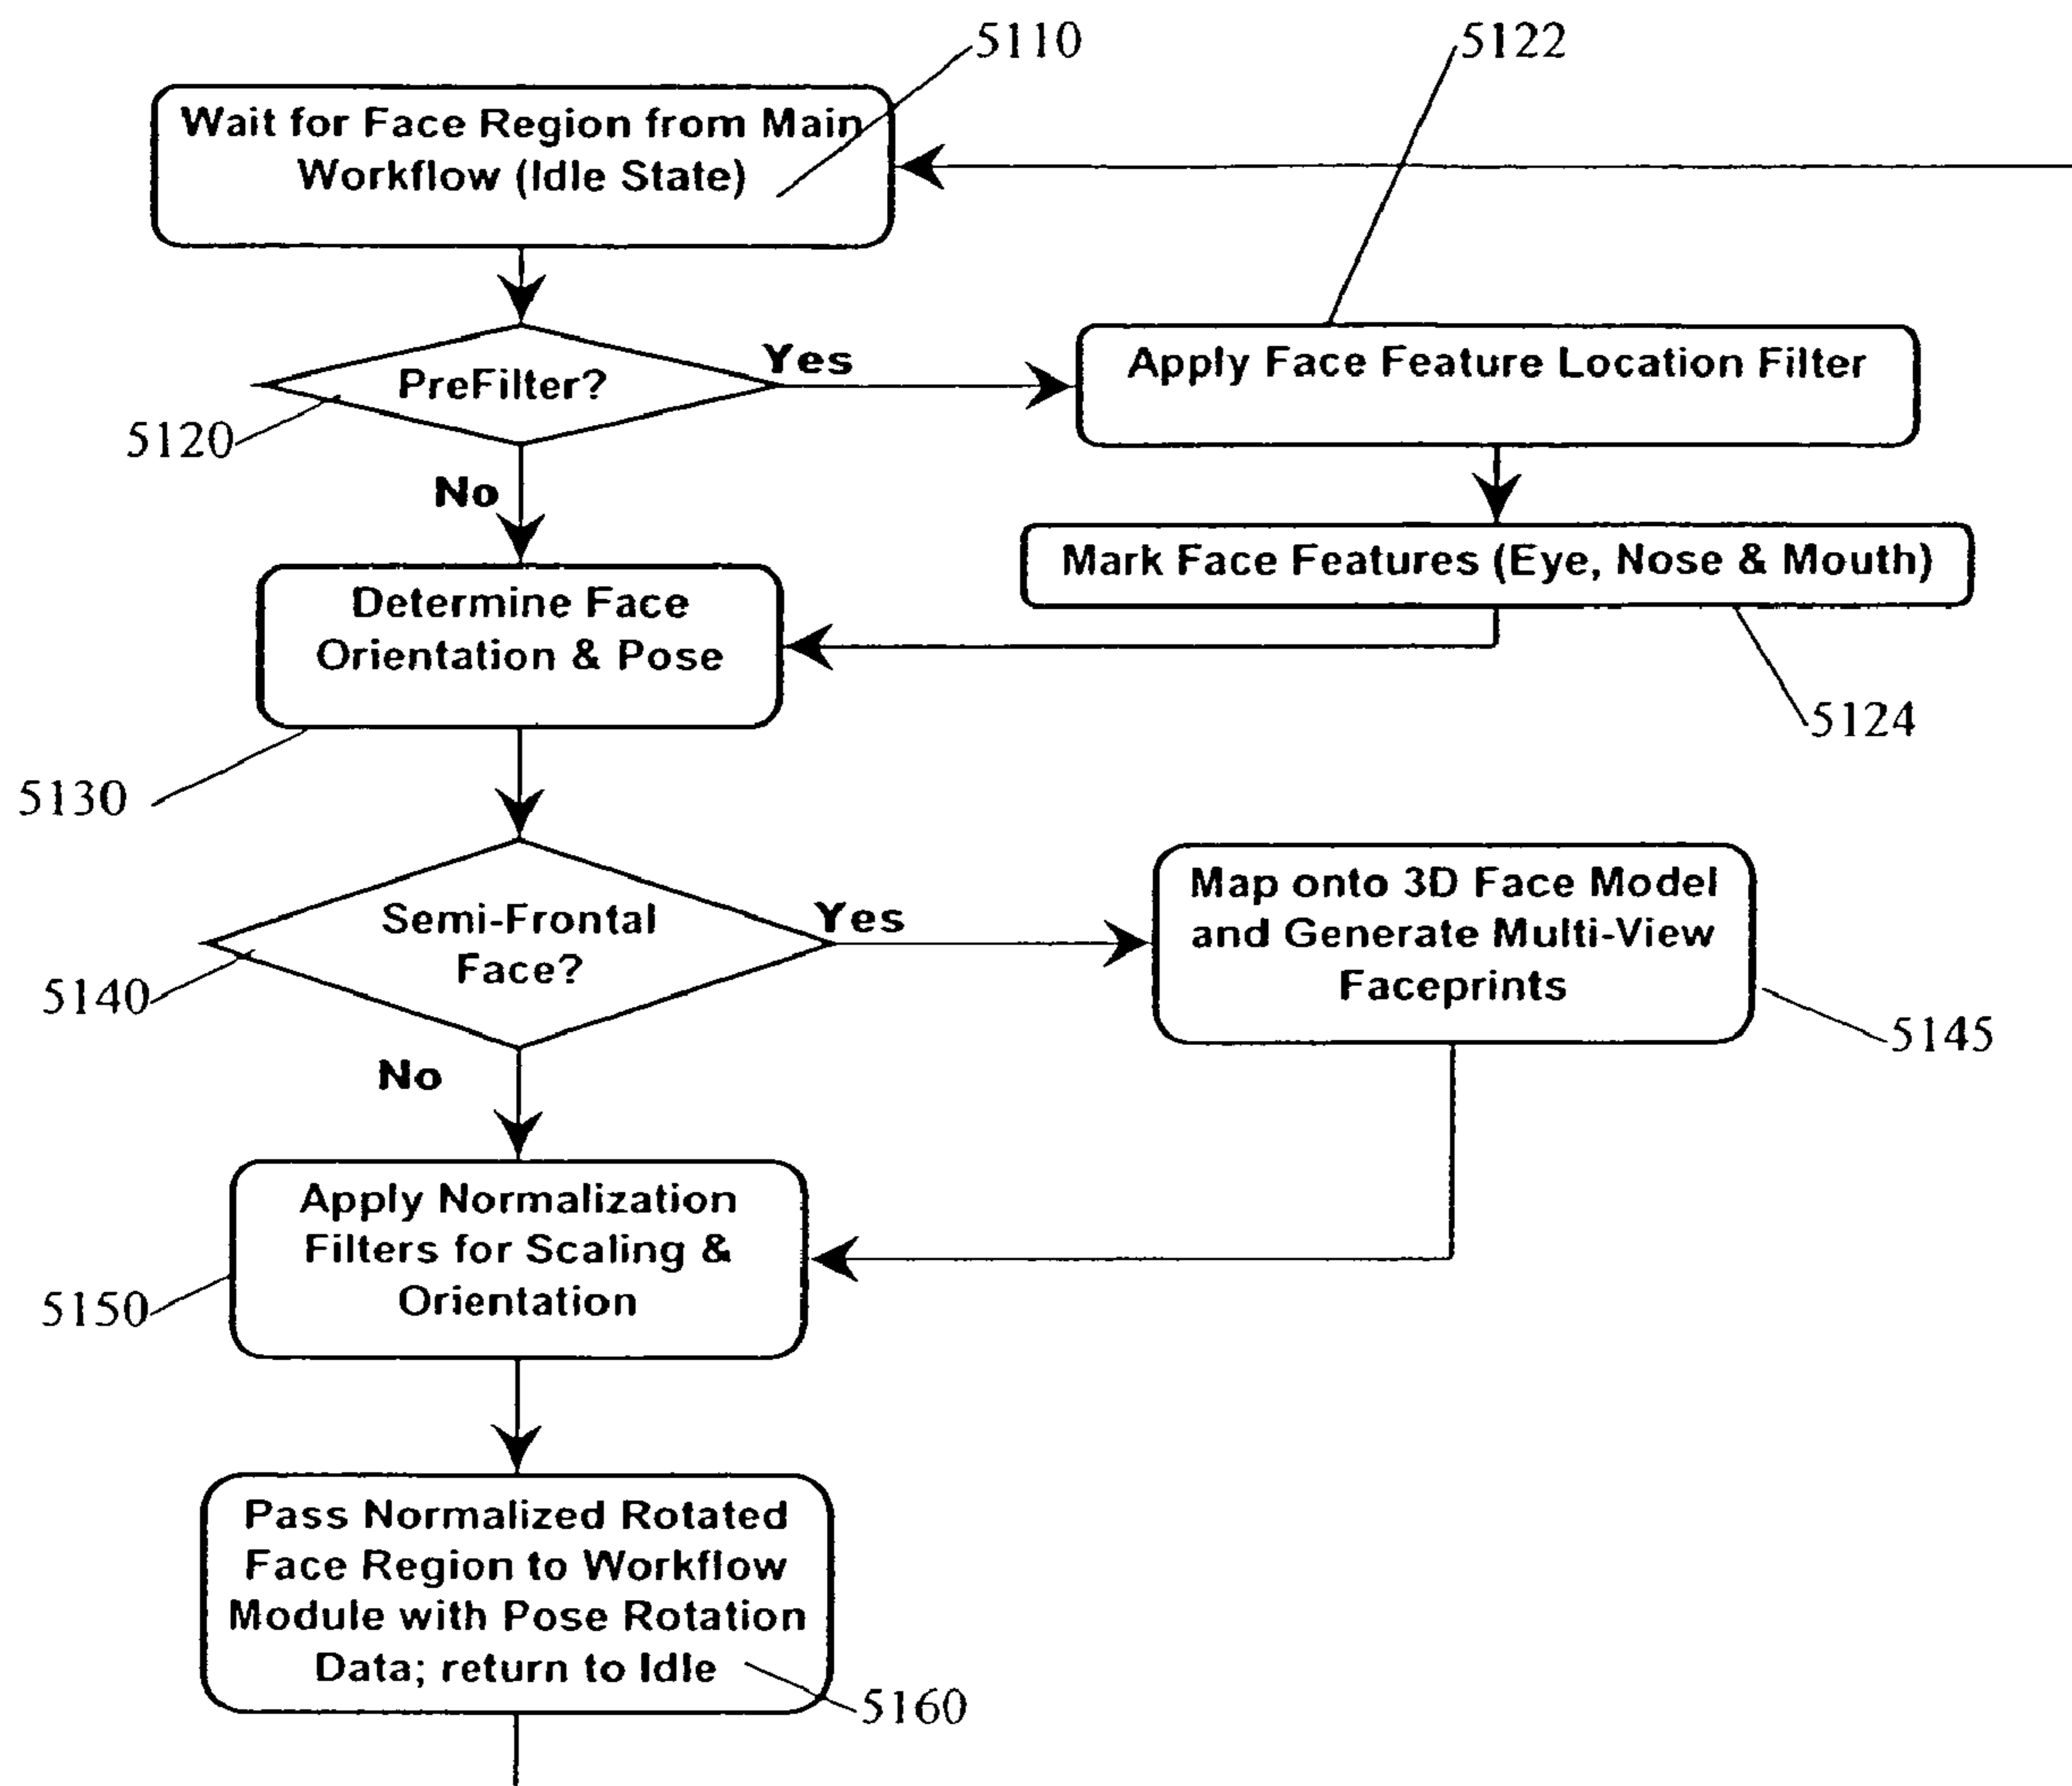 5110
5122
Wait for Face Region from Main
Workflow (Idle State)
PreFilter?
Yes
Apply Face Feature Location Filter
5120
No
Mark Face Features (Eye, Nose & Mouth)
Determine Face
Orientation & Pose
5124
5130
Semi-Frontal
Face?
Yes
Map onto 3D Face Model
and Generate Multi-View
Faceprints
5140
5145
No
Apply Normalization
Filters for Scaling &
Orientation
5150
Pass Normalized Rotated
Face Region to Workflow
Module with Pose Rotation
Data; return to Idle
5160